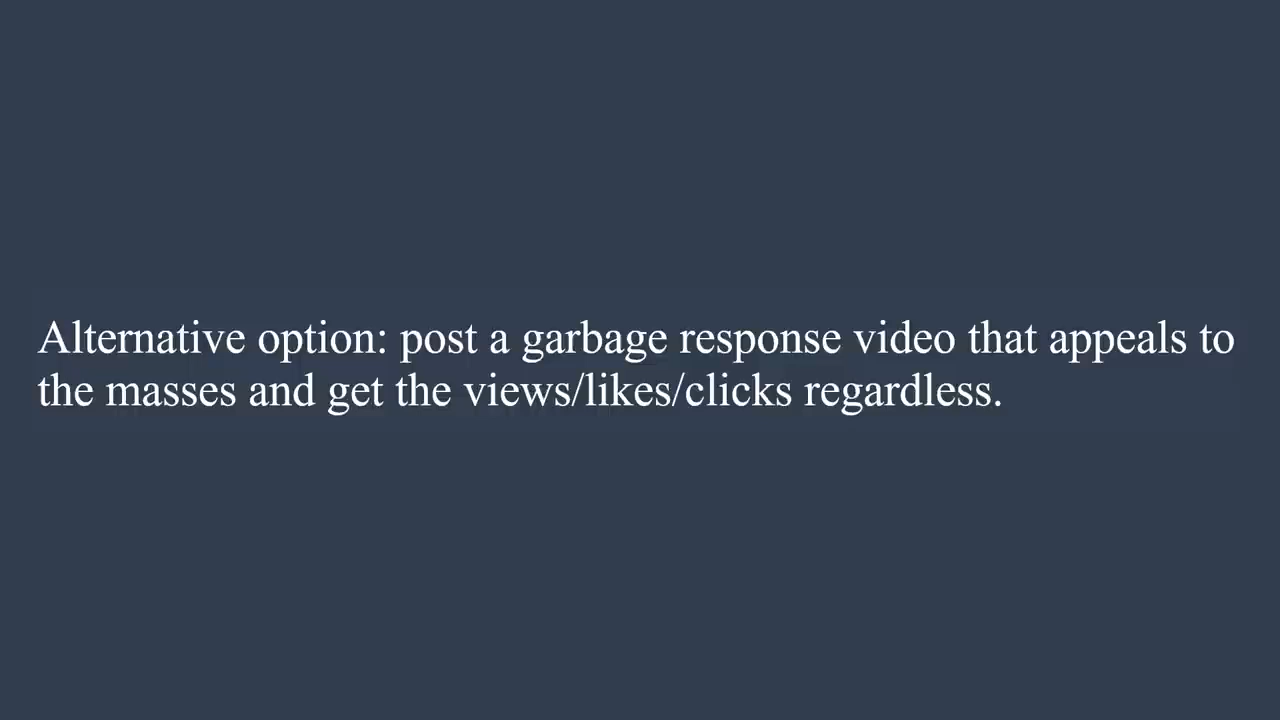 Alternative option: post a garbage response video that appeals to
the masses and get the views/likes/clicks regardless.